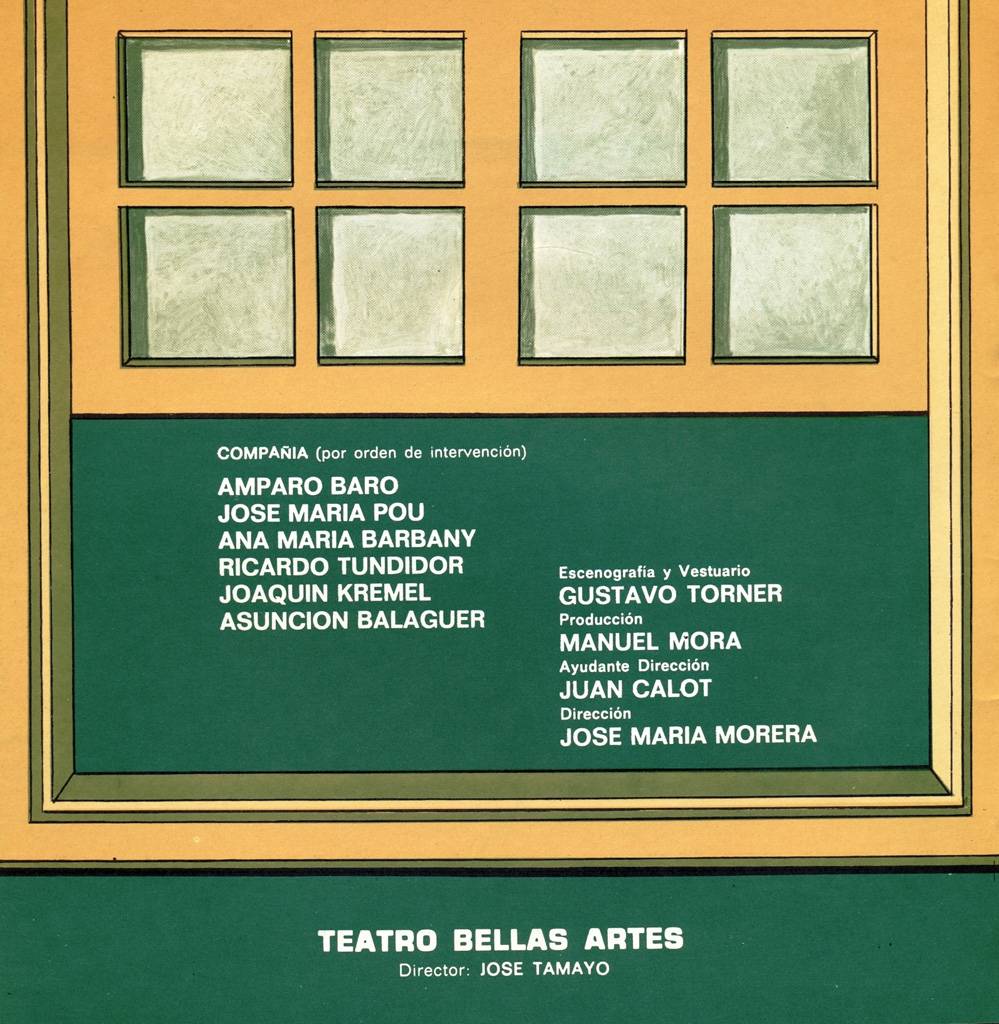 COMPAÑIA (por orden de intervención)
AMPARO BARO
JOSE MARIA POU
ANA MARIA BARBANY
RICARDO TUNDIDOR
JOAQUIN KREMEL
ASUNCION BALAGUER
Escenografía y Vestuario
GUSTAVO TORNER
Producción
MANUEL MORA
Ayudante Dirección
JUAN CALOT
Dirección
JOSE MARIA MORERA
TEATRO BELLAS ARTES
Director: JOSE TAMAYO